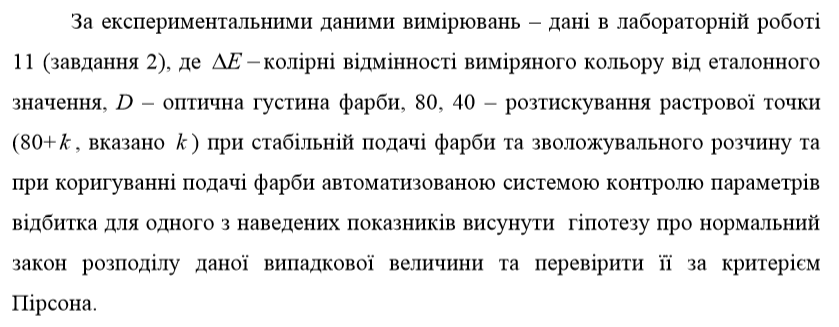 За експериментальними даними вимірювань – дані в лабораторній роботі
11 (завдання 2), де ΔE – колірні відмінності виміряного кольору від еталонного
значення, D – оптична густина фарби, 80, 40 – розтискування растрової точки
(80+k, вказано k) при стабільній подачі фарби та зволожувального розчину та
при коригуванні подачі фарби автоматизованою системою контролю параметрів
відбитка для одного з наведених показників висунути гіпотезу про нормальний
закон розподілу даної випадкової величини та перевірити її за критерієм
Пірсона.